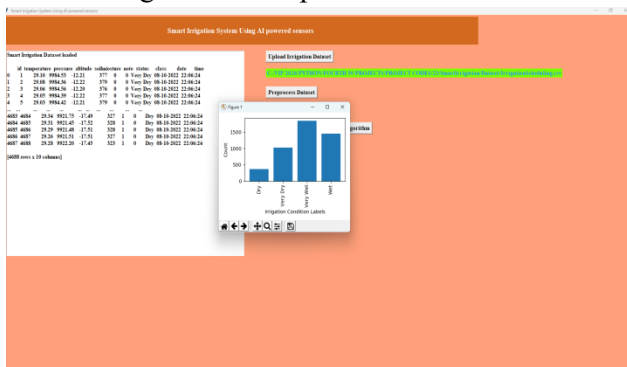 Smart Irrigation System Using AI powered sensors
Smart Irrigation System Using AI powered sensors
Smart Irrigation Dataset loaded
id temperature pressure altitude soilmiosture note status class date time
0 1 29.10 9984.53 -12.21 377 0 0 Very Dry 08-10-2022 22:06:24
1 2 29.08 9984.36 -12.22 379 0 0 Very Dry 08-10-2022 22:06:24
2 3 29.06 9984.56 -12.20 376 0 0 Very Dry 08-10-2022 22:06:24
3 4 29.05 9984.39 -12.22 377 0 0 Very Dry 08-10-2022 22:06:24
4 5 29.03 9984.42 -12.21 379 0 0 Very Dry 08-10-2022 22:06:24
4683 4684 29.34 9921.75 -17.49 327 1 0 Dry 08-10-2022 22:06:24
4684 4685 29.31 9921.45 -17.52 328 1 0 Dry 08-10-2022 22:06:24
4685 4686 29.29 9921.48 -17.51 328 1 0 Dry 08-10-2022 22:06:24
4686 4687 29.26 9921.51 -17.51 327 1 0 Dry 08-10-2022 22:06:24
4687 4688 29.28 9922.20 -17.45 323 1 0 Dry 08-10-2022 22:06:24
[4688 rows x 10 columns]
Upload Irrigation Dataset
Preprocess Dataset
gorithm
Figure 1
Count
1500
1000
500
0
Dry
Very Dry
Very Wet
Wet
Irrigation Condition Labels